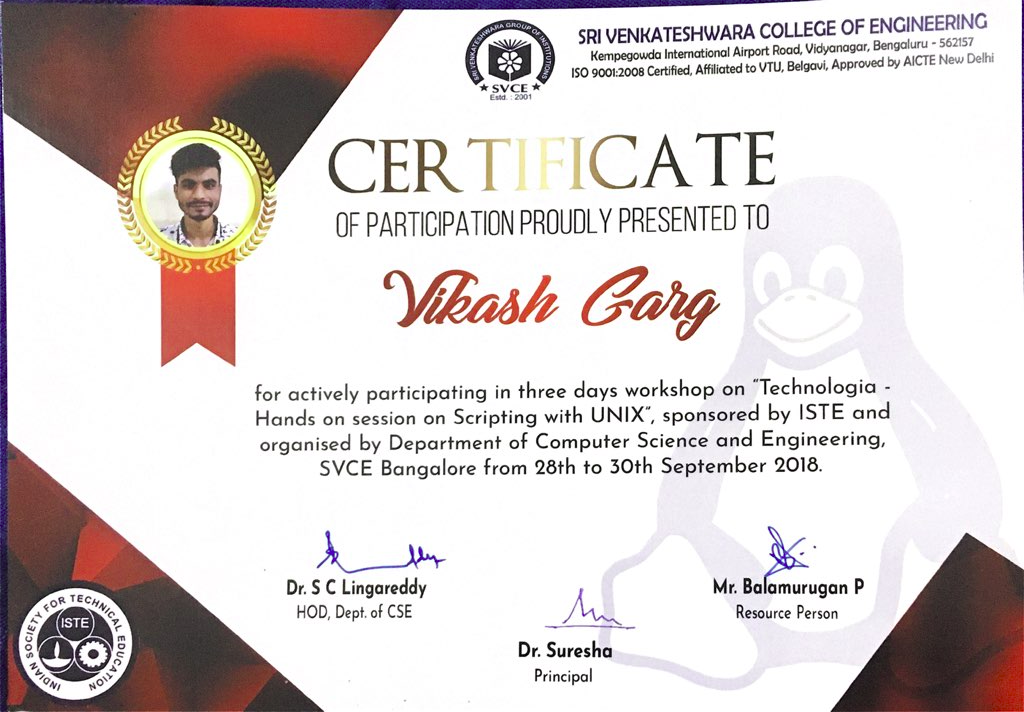 SRI VENKATESHWARA GROUP OF INSTITUTIONS
SVCE
Estd. : 2001
SRI VENKATESHWARA COLLEGE OF ENGINEERING
Kempegowda International Airport Road, Vidyanagar, Bengaluru - 562157
ISO 9001:2008 Certified, Affiliated to VTU, Belgavi, Approved by AICTE New Delhi
CERTIFICATE
OF PARTICIPATION PROUDLY PRESENTED TO
Vikash Garg
for actively participating in three days workshop on "Technologia -
Hands on session on Scripting with UNIX", sponsored by ISTE and
organised by Department of Computer Science and Engineering,
SVCE Bangalore from 28th to 30th September 2018.
Dr. S C Lingareddy
HOD, Dept. of CSE
Dr. Suresha
Principal
Mr. Balamurugan P
Resource Person
INDIAN SOCIETY FOR TECHNICAL EDUCATION
ISTE